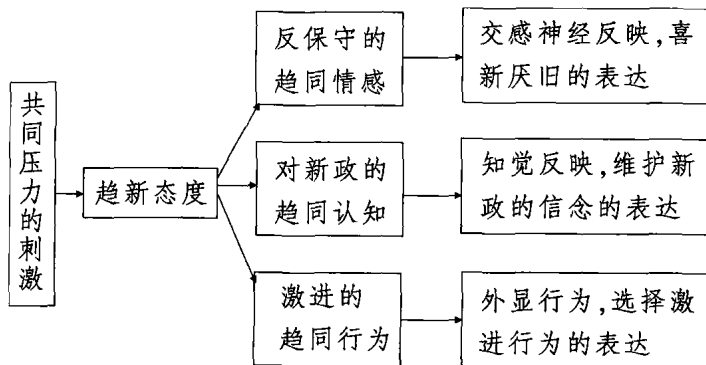 共同压力的刺激
趋新态度
反保守的
趋同情感
交感神经反映,喜
新厌旧的表达
对新政的
趋同认知
知觉反映,维护新
政的信念的表达
激进的
趋同行为
外显行为,选择激
进行为的表达